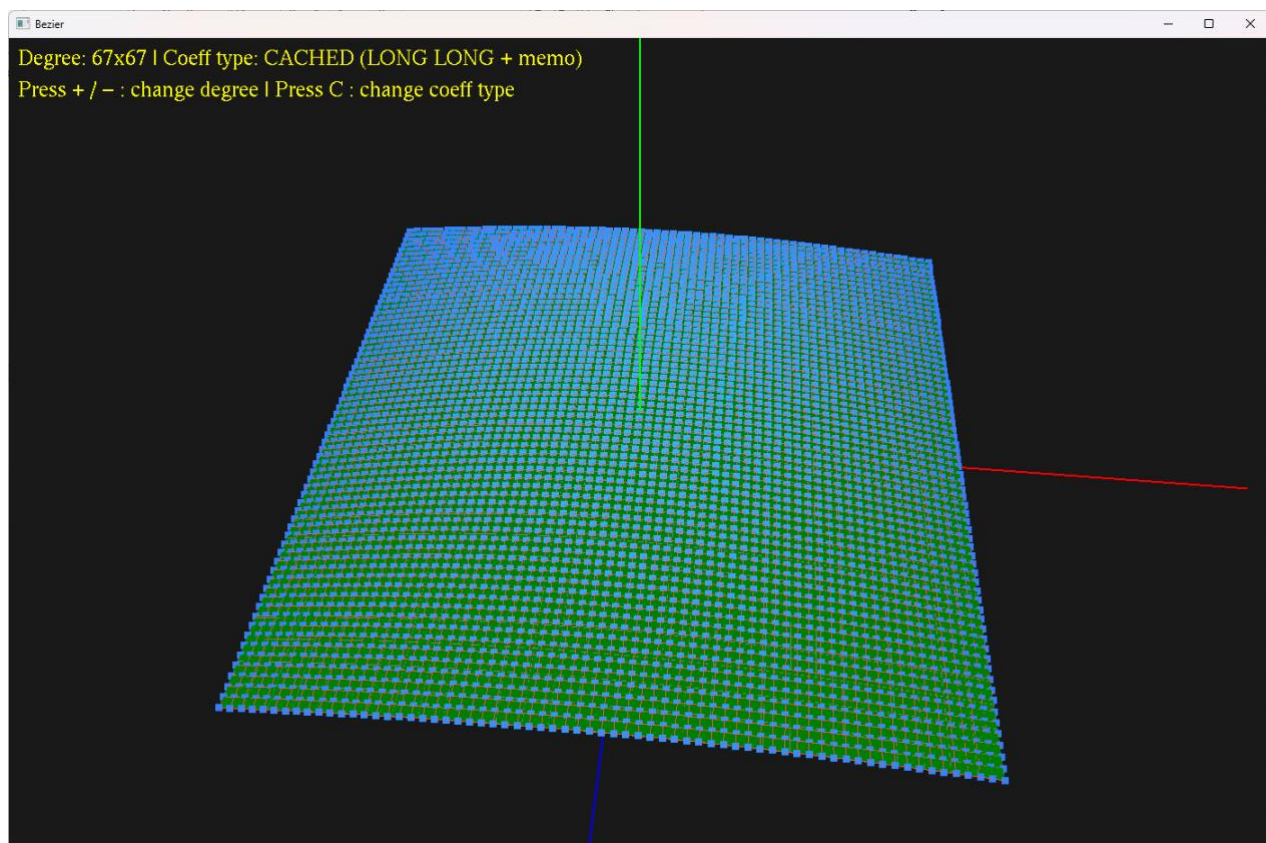 Bezier
Degree: 67x67 | Coeff type: CACHED (LONG LONG + memo)
Press + / − : change degree | Press C : change coeff type